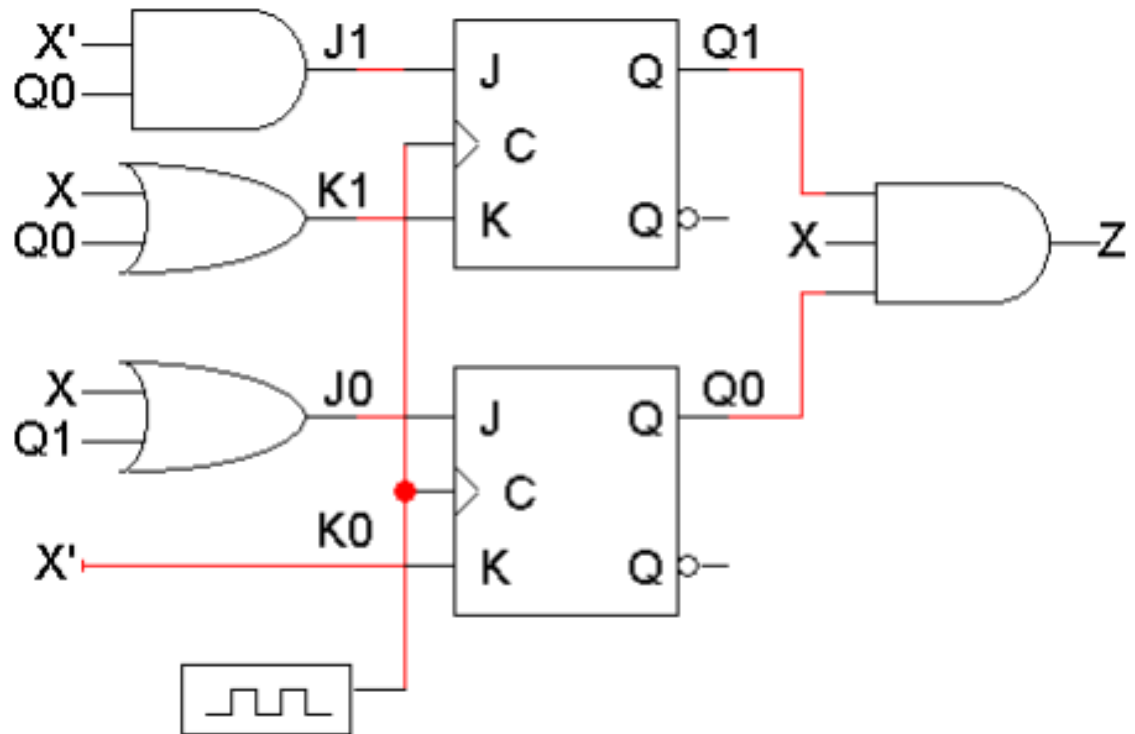 X' J1 Q1
Q0 J Q
C
X K1 X Z
Q0 K Q
X J0 Q0
Q1 J Q
C
K0
X' K Q